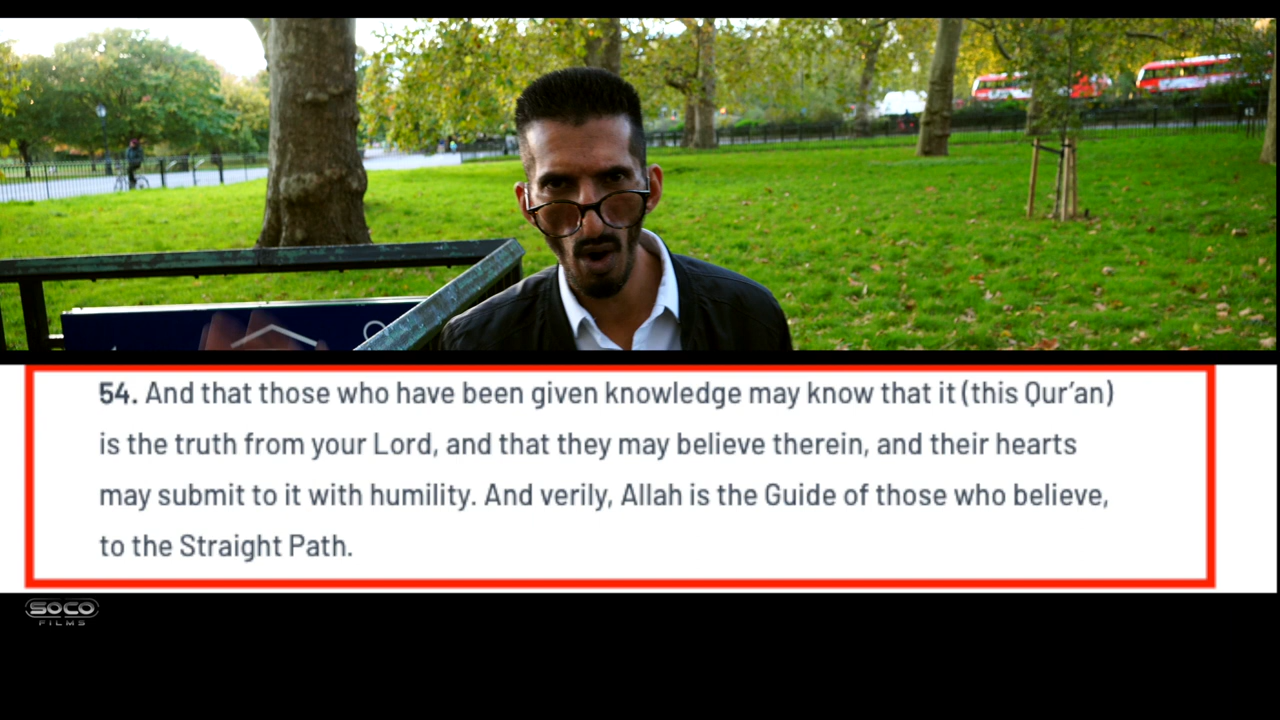 54. And that those who have been given knowledge may know that it (this Qur’an)
is the truth from your Lord, and that they may believe therein, and their hearts
may submit to it with humility. And verily, Allah is the Guide of those who believe,
to the Straight Path.
SOCO
FILMS